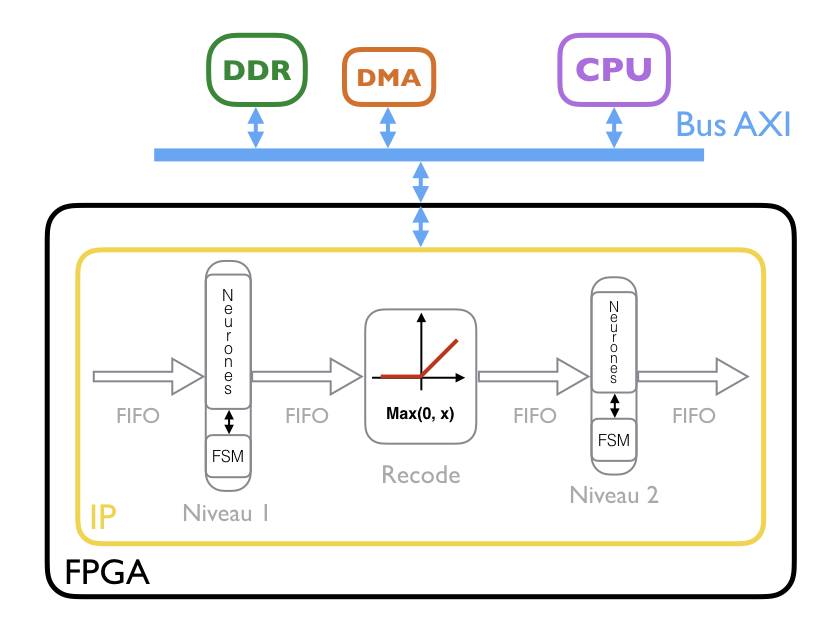 DDR
DMA
CPU
Bus AXI
Neurones
FSM
Niveau 1
FIFO
FIFO
Max(0, x)
Recode
FIFO
Neurones
FSM
Niveau 2
FIFO
IP
FPGA